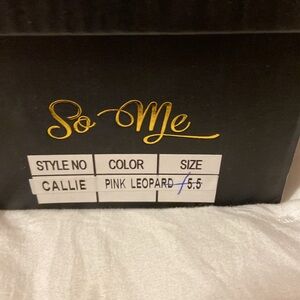 So Me
STYLE NO COLOR SIZE
CALLIE PINK LEOPARD 5.5